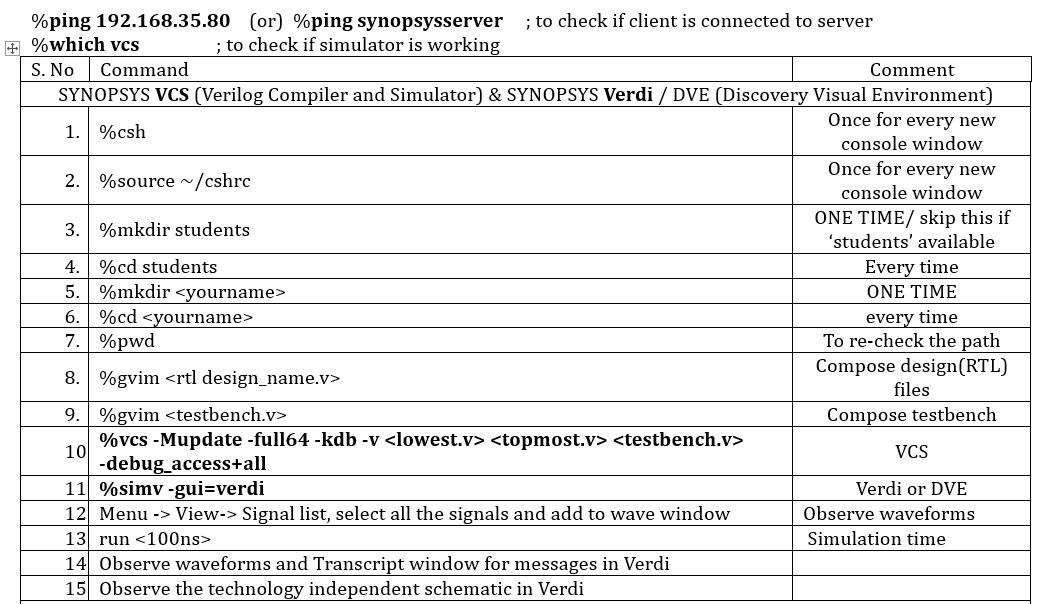 %ping 192.168.35.80 (or) %ping synopsysserver ; to check if client is connected to server
%which vcs ; to check if simulator is working
S. No Command Comment
SYNOPSYS VCS (Verilog Compiler and Simulator) & SYNOPSYS Verdi / DVE (Discovery Visual Environment)
1. %csh Once for every new
console window
2. %source ~/cshrc Once for every new
console window
3. %mkdir students ONE TIME/ skip this if
‘students’ available
4. %cd students Every time
5. %mkdir <yourname> ONE TIME
6. %cd <yourname> every time
7. %pwd To re-check the path
8. %gvim <rtl design_name.v> Compose design(RTL)
files
9. %gvim <testbench.v> Compose testbench
10 %vcs -Mupdate -full64 -kdb -v <lowest.v> <topmost.v> <testbench.v>
-debug_access+all VCS
11 %simv -gui=verdi Verdi or DVE
12 Menu -> View-> Signal list, select all the signals and add to wave window Observe waveforms
13 run <100ns> Simulation time
14 Observe waveforms and Transcript window for messages in Verdi
15 Observe the technology independent schematic in Verdi